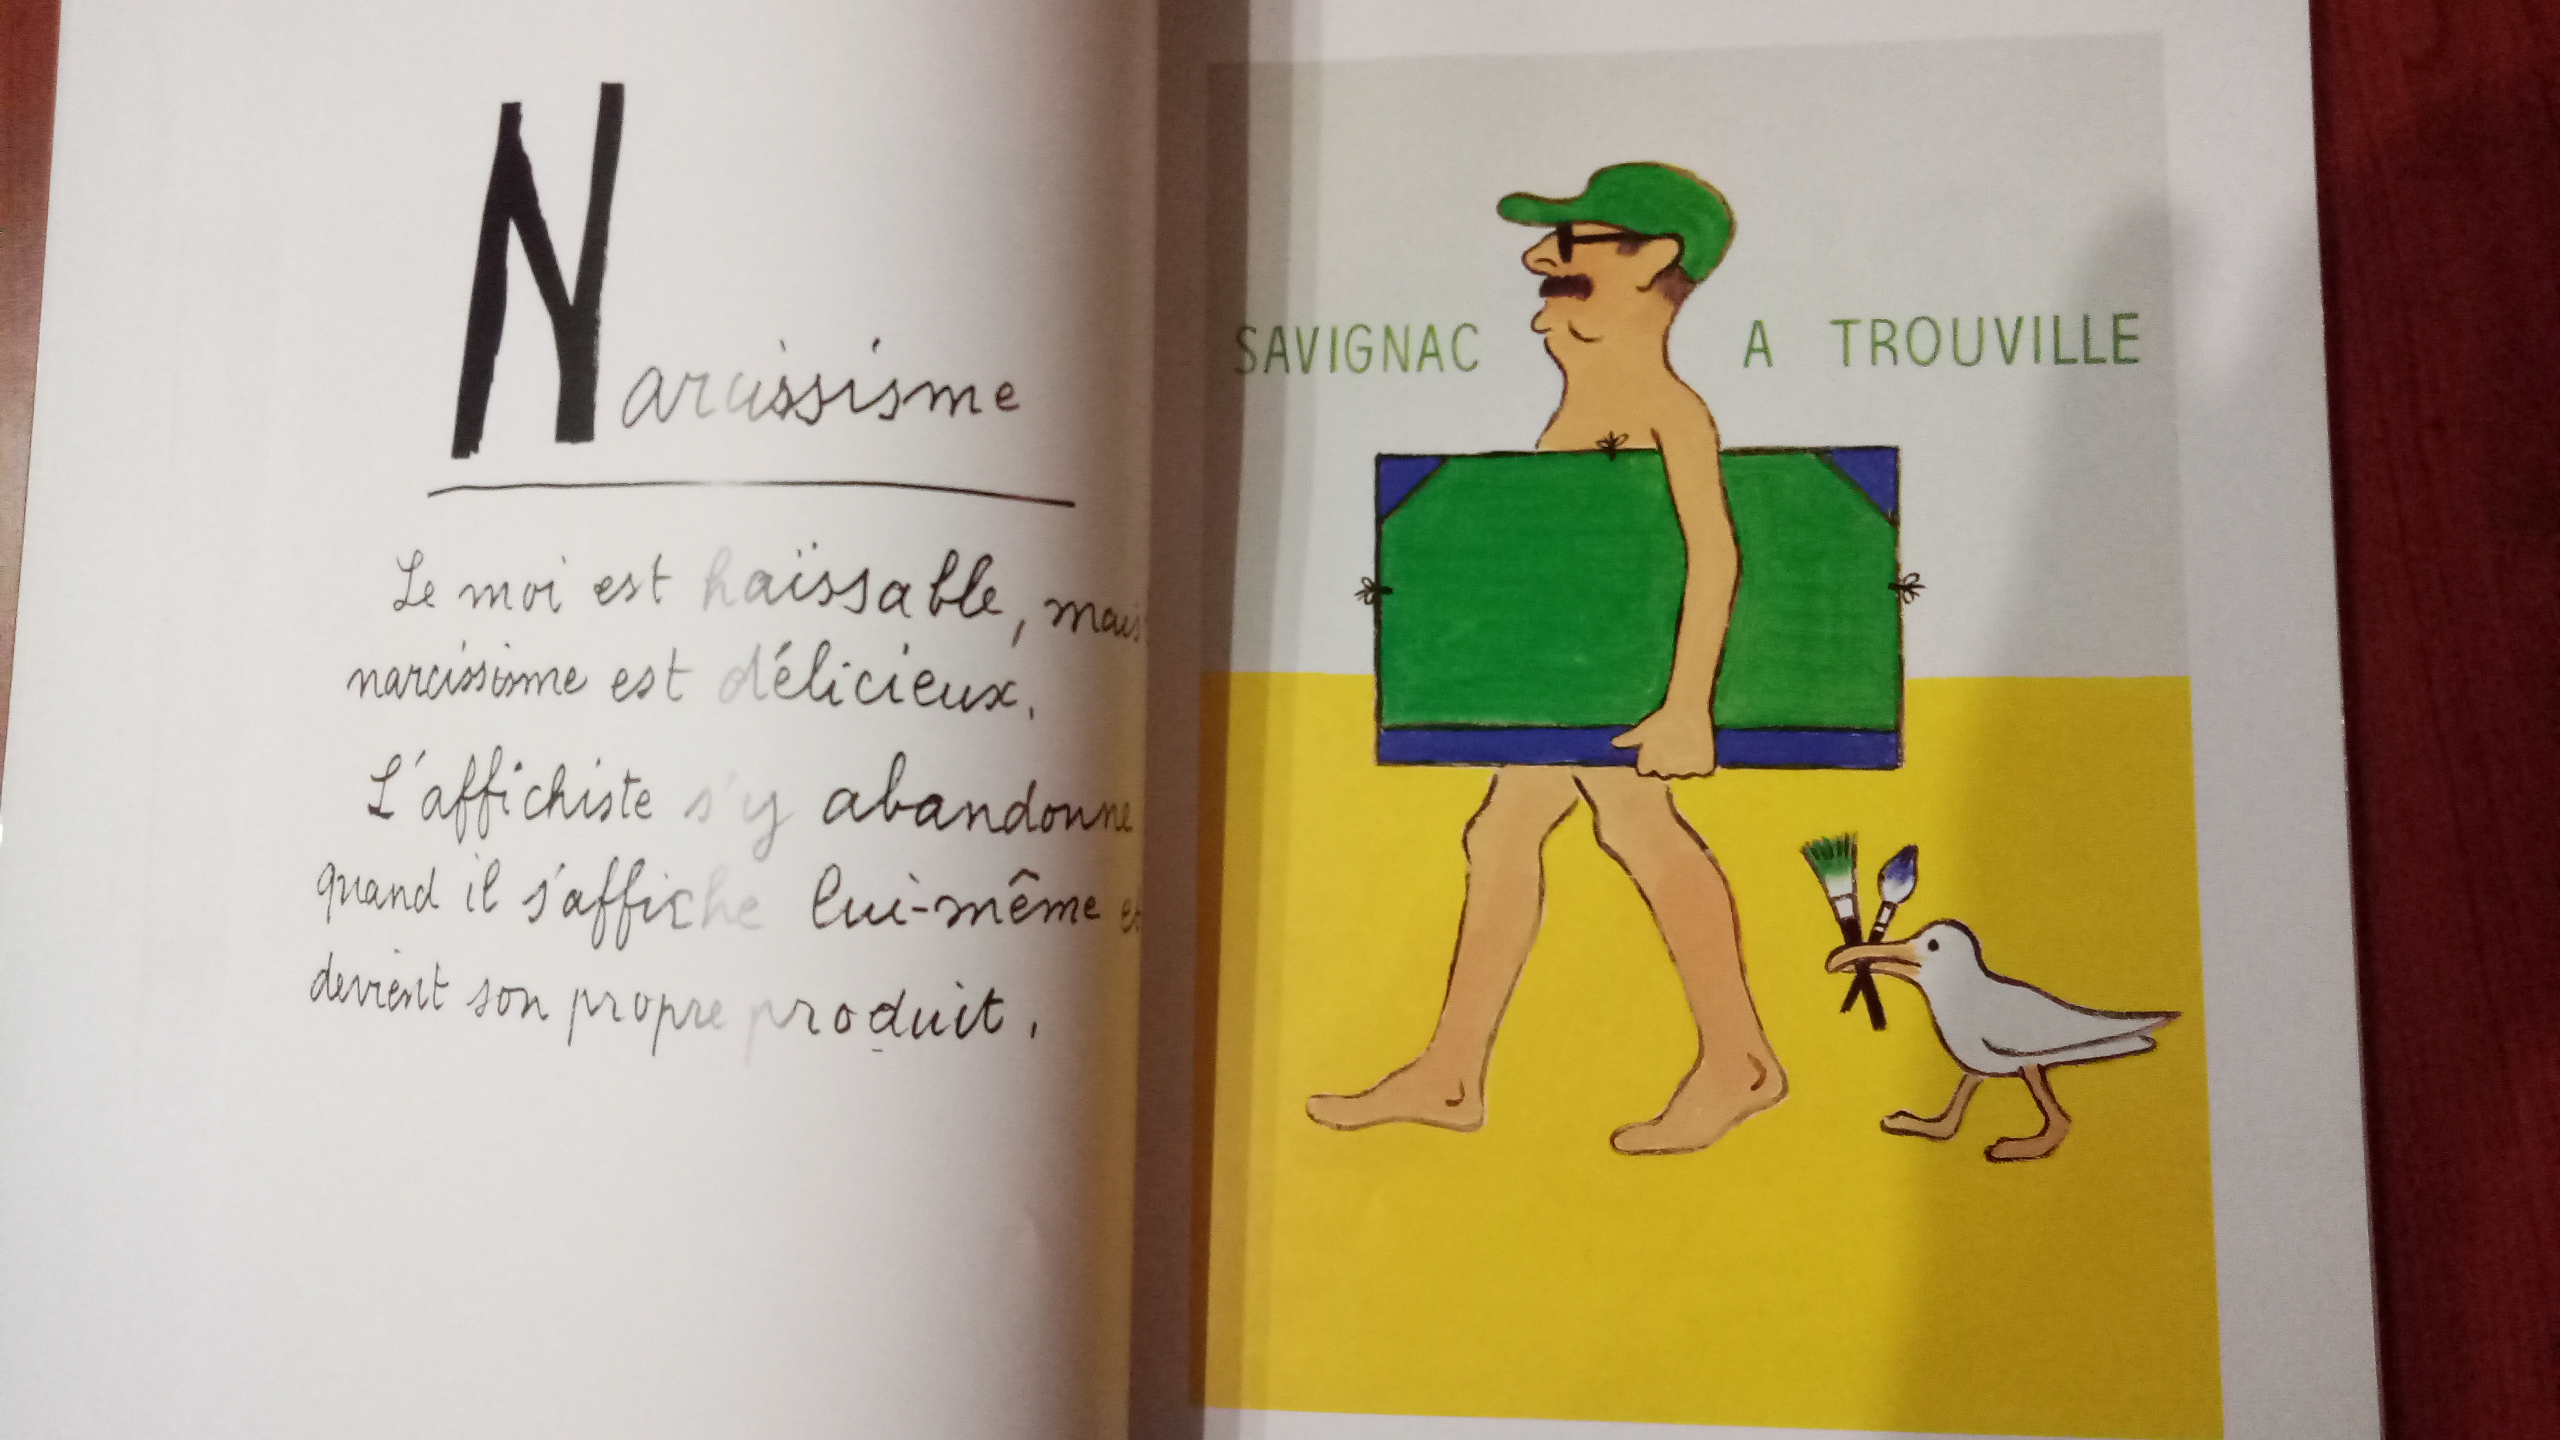 Narcissisme
Le moi est haïssable, mais
narcissisme est délicieux.
L'affichiste s'y abandonne
quand il s'affiche lui-même et
devient son propre produit.
SAVIGNAC A TROUVILLE